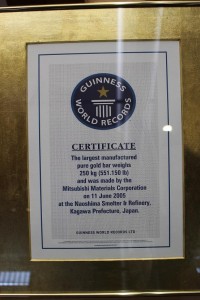 GUINNESS
WORLD RECORDS
CERTIFICATE
The largest manufactured
pure gold bar weighs
250 kg (551.150 lb)
and was made by the
Mitsubishi Materials Corporation
on 11 June 2005
at the Naoshima Smelter & Refinery,
Kagawa Prefecture, Japan.
GUINNESS WORLD RECORDS LTD